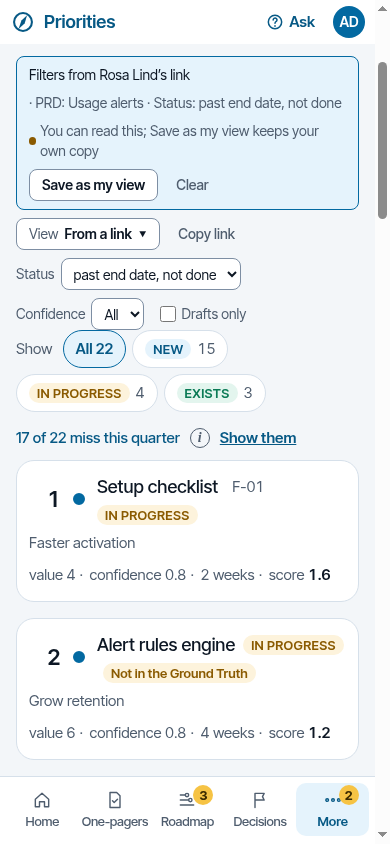 Priorities
Ask
AD
Filters from Rosa Lind’s link
· PRD: Usage alerts · Status: past end date, not done
You can read this; Save as my view keeps your
own copy
Save as my view
Clear
View From a link ▼
Copy link
Status past end date, not done
Confidence All
Drafts only
Show All 22 NEW 15
IN PROGRESS 4 EXISTS 3
17 of 22 miss this quarter i Show them
1 Setup checklist F-01
IN PROGRESS
Faster activation
value 4 · confidence 0.8 · 2 weeks · score 1.6
2 Alert rules engine IN PROGRESS
Not in the Ground Truth
Grow retention
value 6 · confidence 0.8 · 4 weeks · score 1.2
3 2
Home One-pagers Roadmap Decisions More